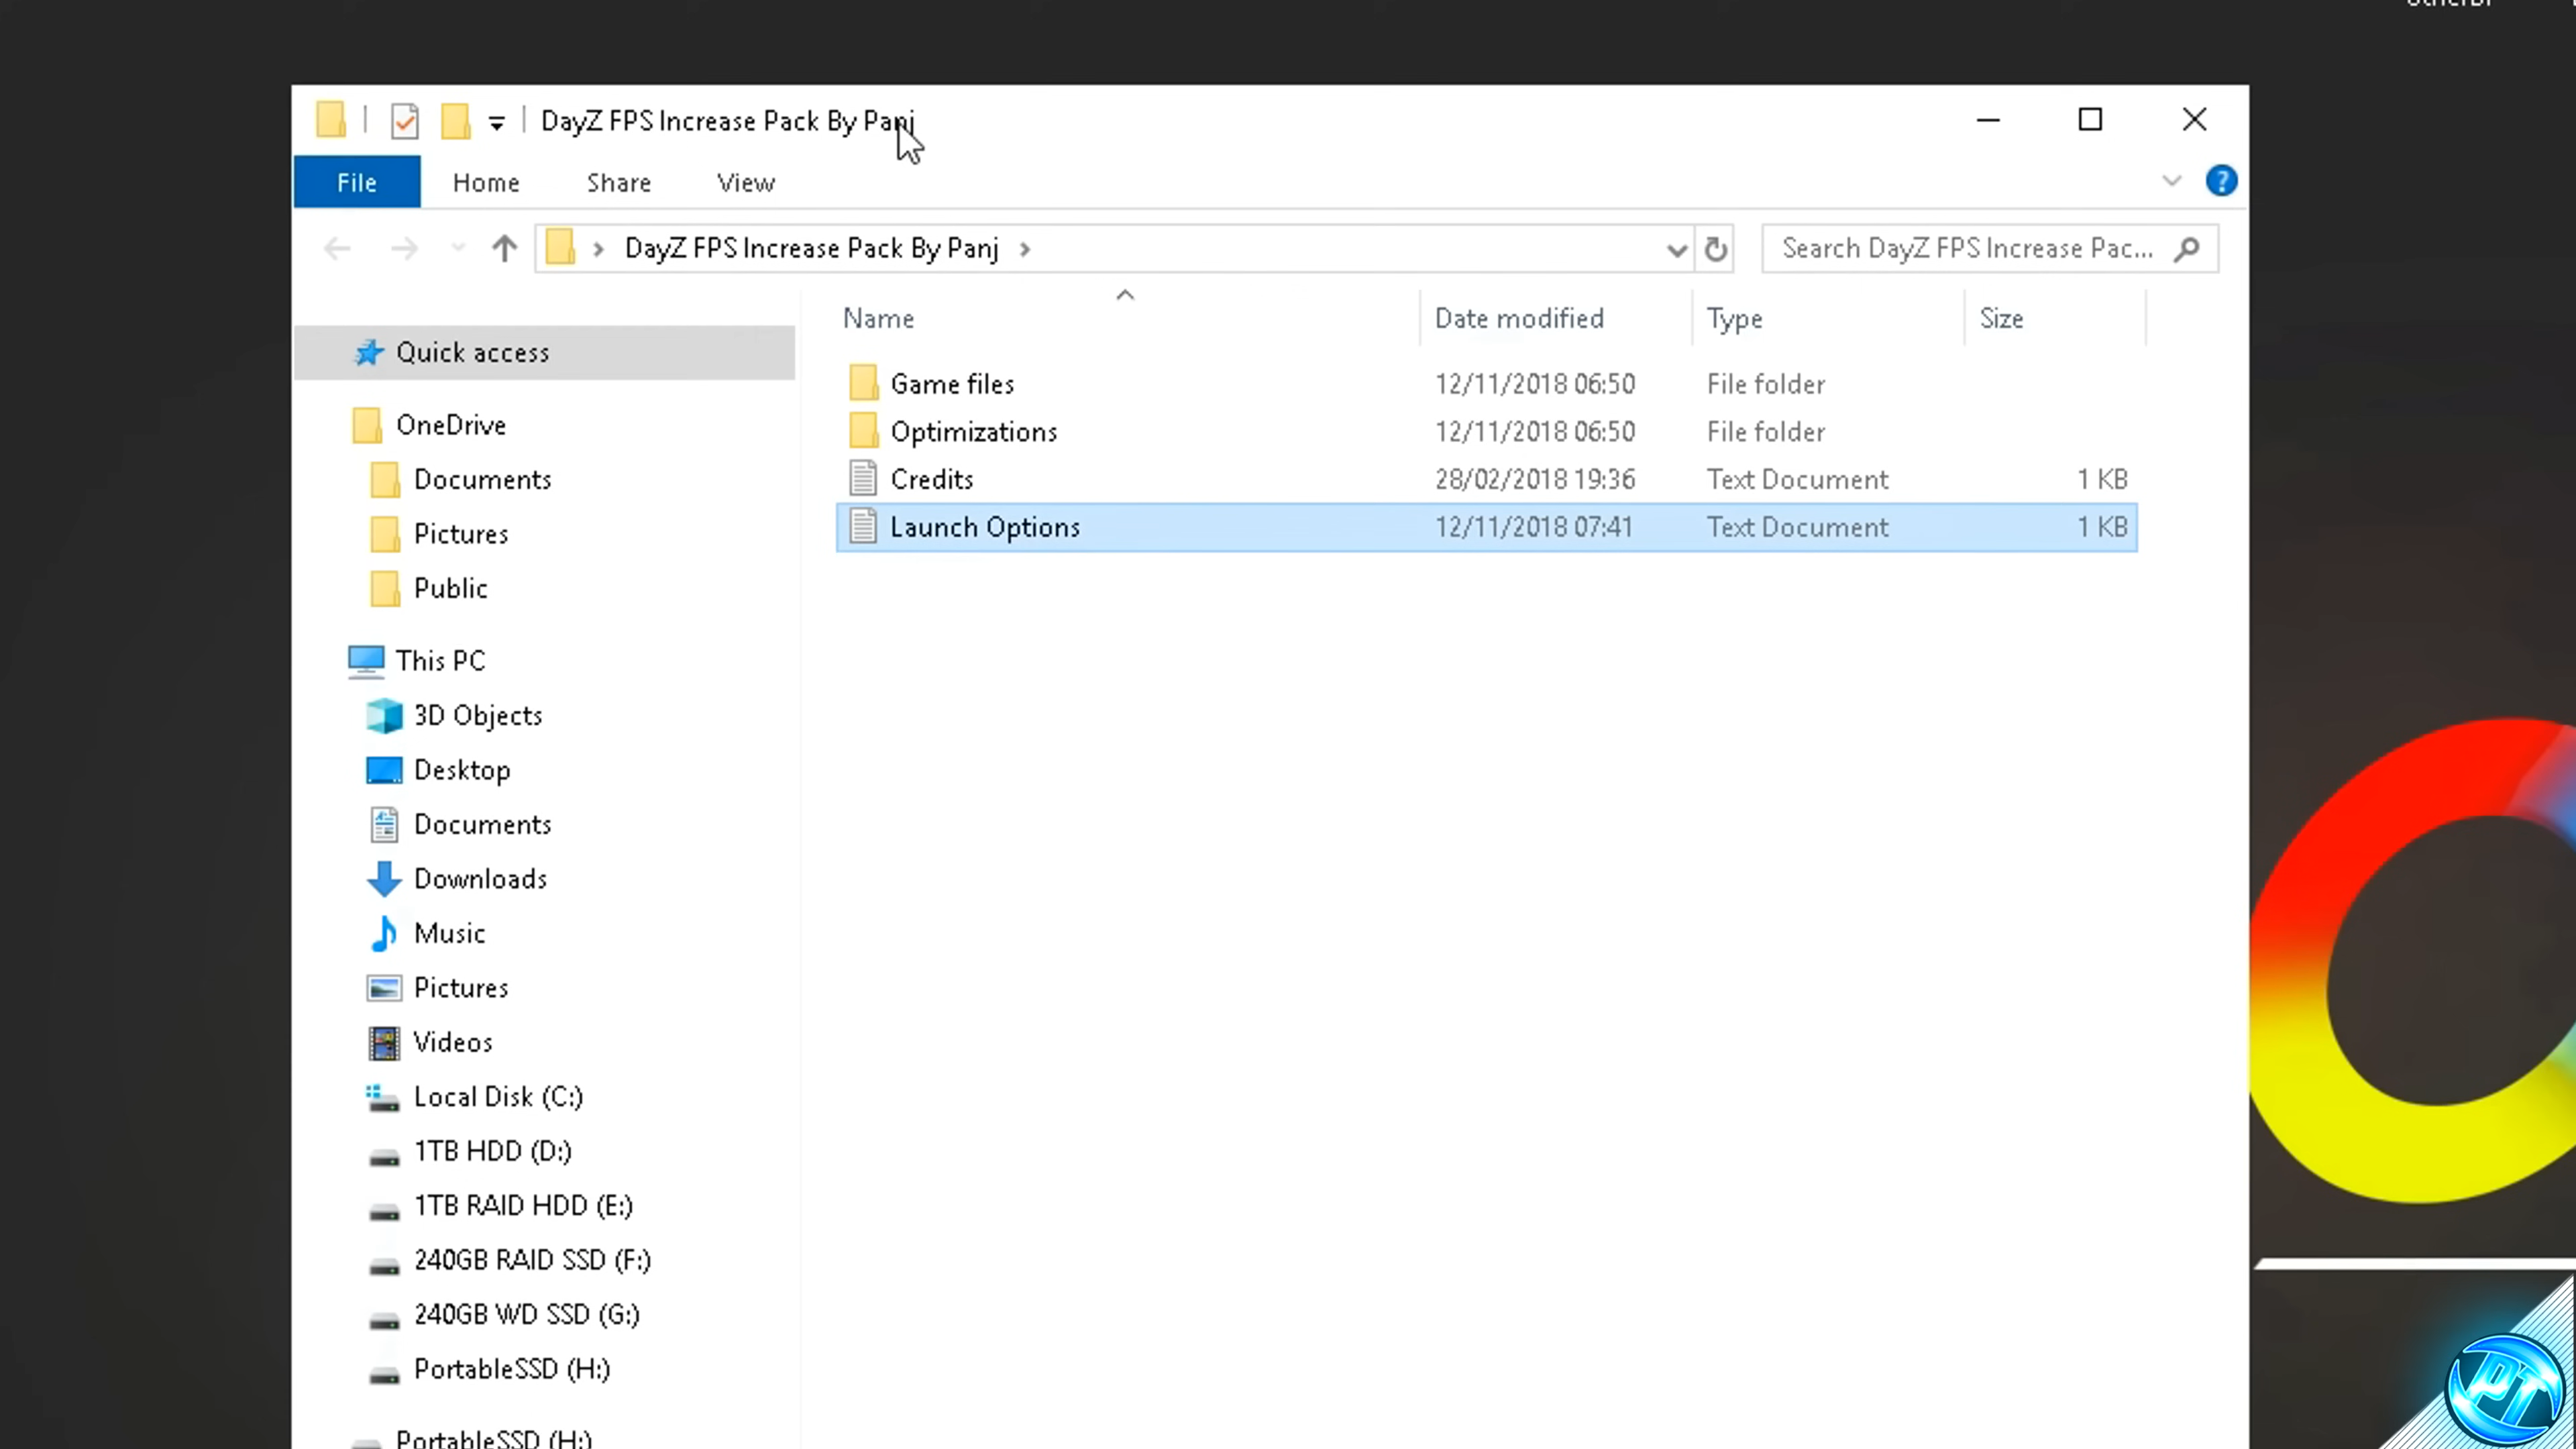 DayZ FPS Increase Pack By Panj
File Home Share View
DayZ FPS Increase Pack By Panj
Search DayZ FPS Increase Pac...
Name Date modified Type Size
Game files 12/11/2018 06:50 File folder
Optimizations 12/11/2018 06:50 File folder
Credits 28/02/2018 19:36 Text Document 1 KB
Launch Options 12/11/2018 07:41 Text Document 1 KB
Quick access
OneDrive
Documents
Pictures
Public
This PC
3D Objects
Desktop
Documents
Downloads
Music
Pictures
Videos
Local Disk (C:)
1TB HDD (D:)
1TB RAID HDD (E:)
240GB RAID SSD (F:)
240GB WD SSD (G:)
PortableSSD (H:)
PortableSSD (H:)
PT